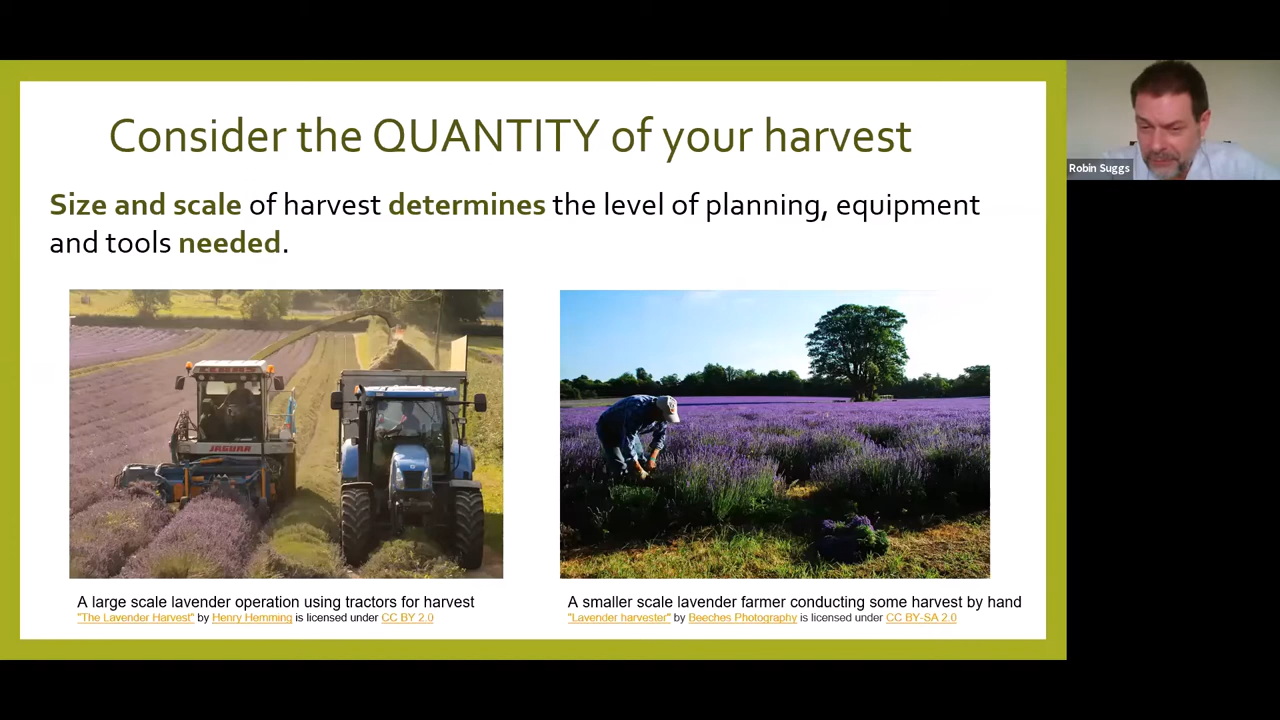 Consider the QUANTITY of your harvest
Robin Suggs
Size and scale of harvest determines the level of planning, equipment
and tools needed.
JAGUAR
A large scale lavender operation using tractors for harvest
"The Lavender Harvest" by Henry Hemming is licensed under CC BY 2.0
A smaller scale lavender farmer conducting some harvest by hand
"Lavender harvester" by Beeches Photography is licensed under CC BY-SA 2.0